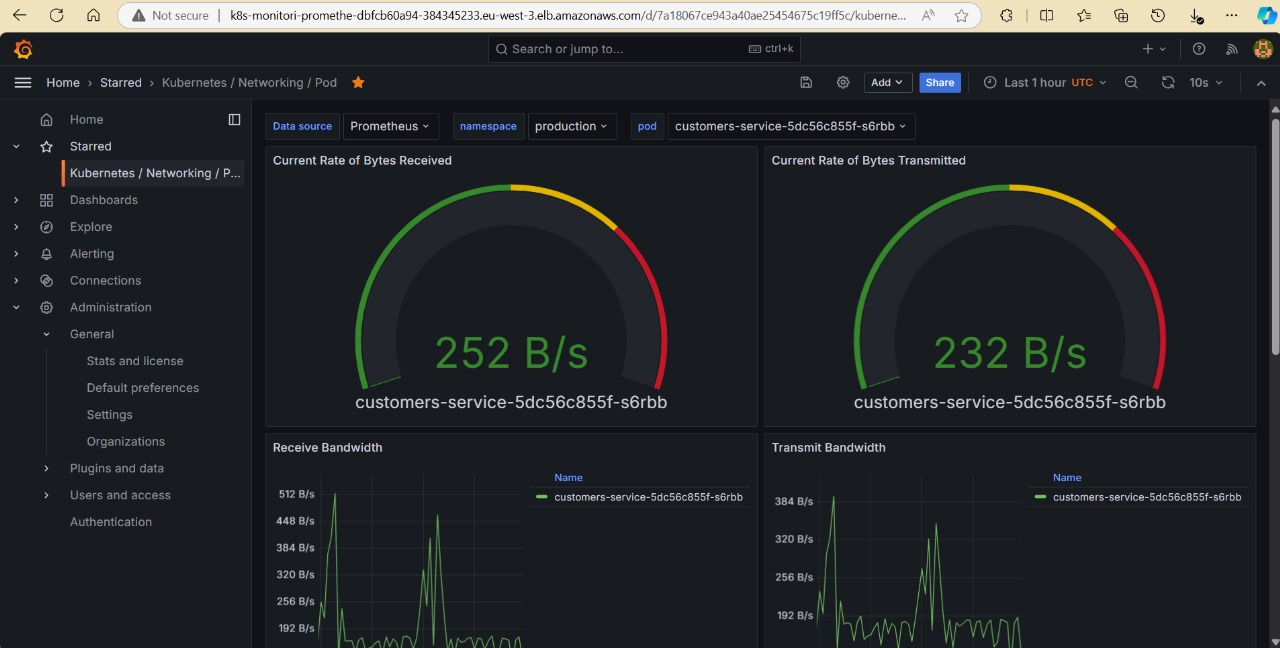 Not secure
k8s-monitori-promethe-dbfcb60a94-384345233.eu-west-3.elb.amazonaws.com/d/7a18067ce943a40ae25454675c19ff5c/kuberne...
Search or jump to...
ctrl+k
Home › Starred › Kubernetes / Networking / Pod
Add
Share
Last 1 hour UTC
10s
Home
Starred
Kubernetes / Networking / P...
Dashboards
Explore
Alerting
Connections
Administration
General
Stats and license
Default preferences
Settings
Organizations
Plugins and data
Users and access
Authentication
Data source Prometheus namespace production pod customers-service-5dc56c855f-s6rbb
Current Rate of Bytes Received
252 B/s
customers-service-5dc56c855f-s6rbb
Current Rate of Bytes Transmitted
232 B/s
customers-service-5dc56c855f-s6rbb
Receive Bandwidth
512 B/s
448 B/s
384 B/s
320 B/s
256 B/s
192 B/s
Name
customers-service-5dc56c855f-s6rbb
Transmit Bandwidth
384 B/s
320 B/s
256 B/s
192 B/s
Name
customers-service-5dc56c855f-s6rbb